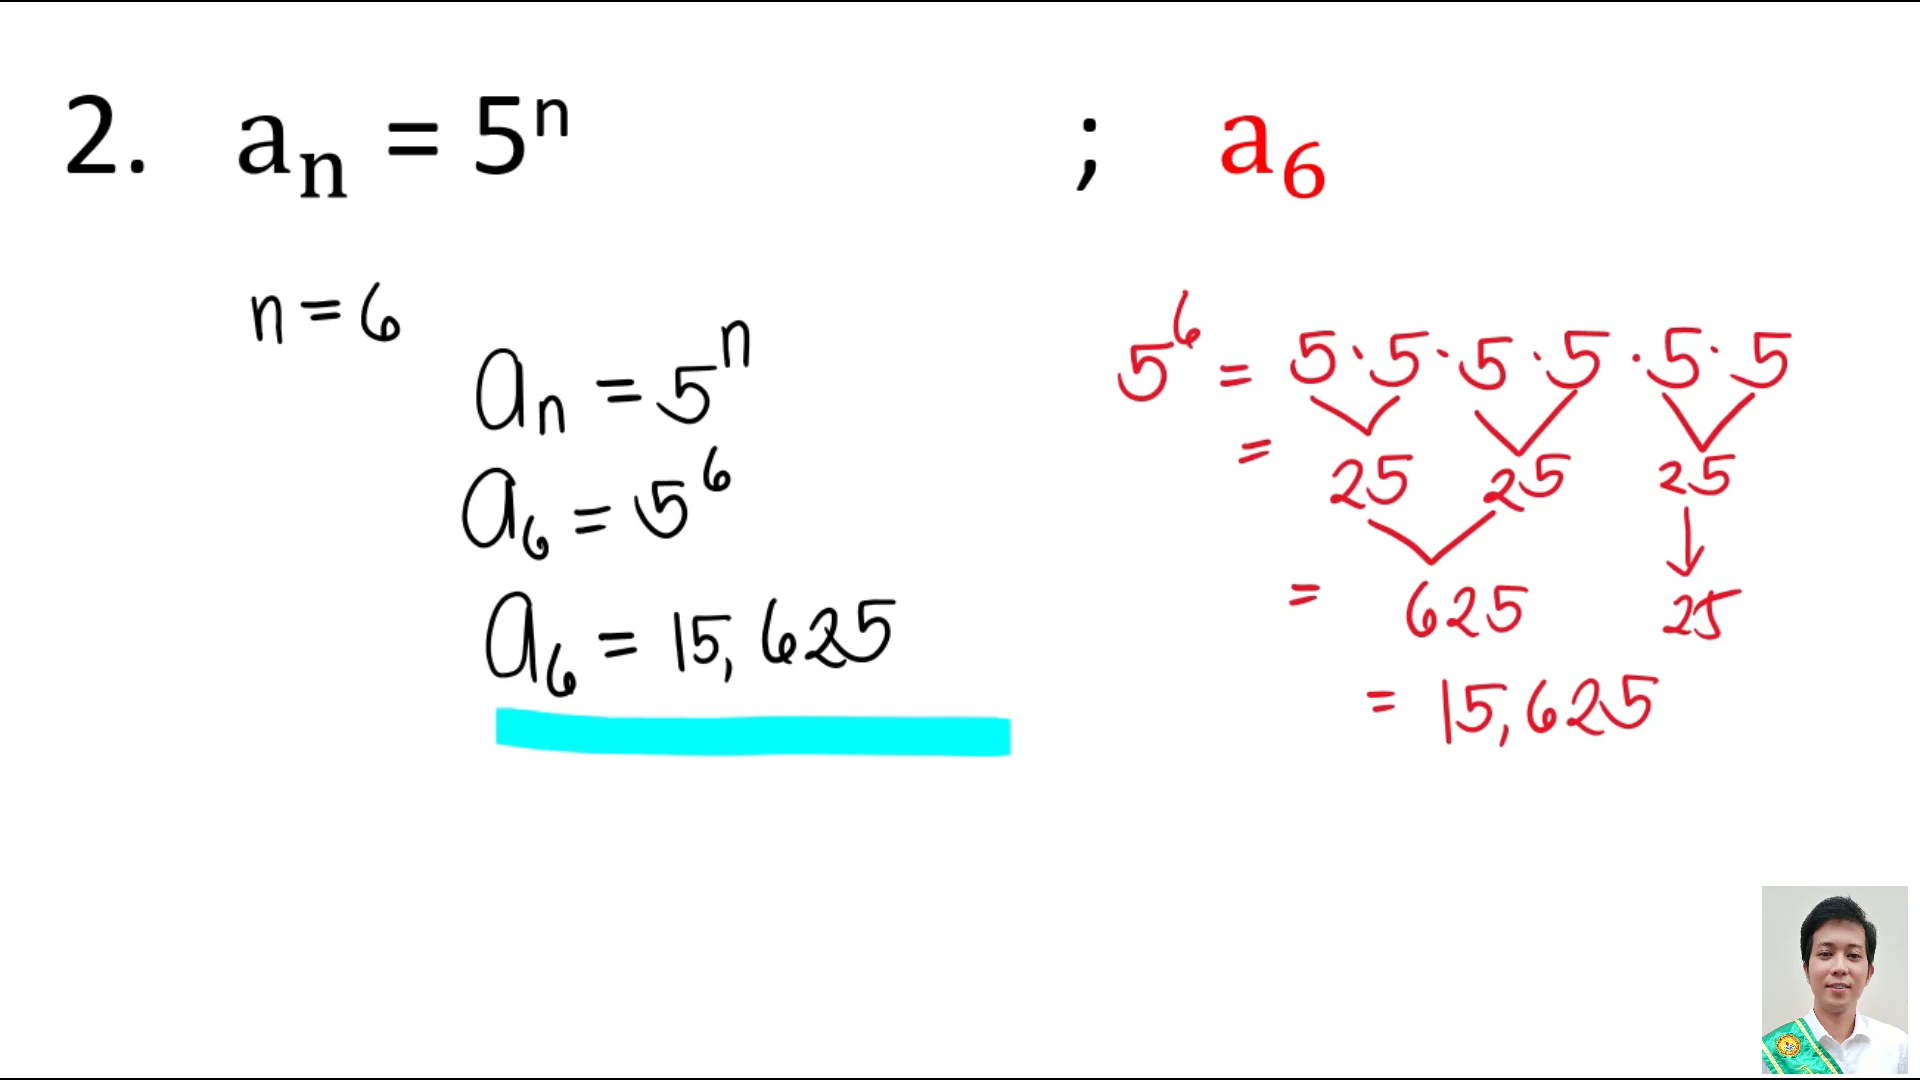 2. aₙ = 5ⁿ ; a₆
n = 6
aₙ = 5ⁿ
a₆ = 5⁶
a₆ = 15,625
5⁶ = 5 · 5 · 5 · 5 · 5 · 5
= 25 25 25
= 625 25
= 15,625